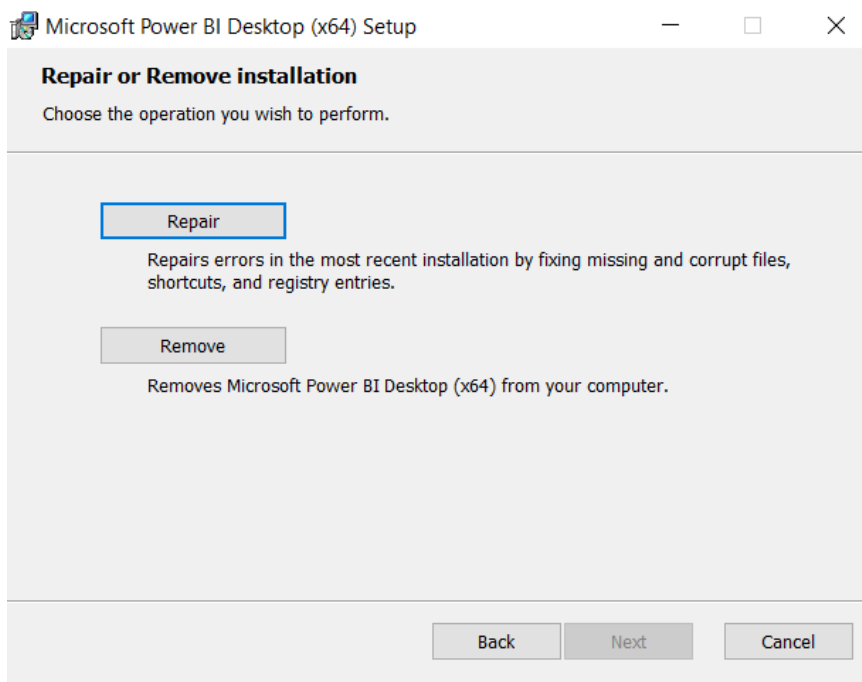 Microsoft Power BI Desktop (x64) Setup
Repair or Remove installation
Choose the operation you wish to perform.
Repair
Repairs errors in the most recent installation by fixing missing and corrupt files,
shortcuts, and registry entries.
Remove
Removes Microsoft Power BI Desktop (x64) from your computer.
Back Next Cancel